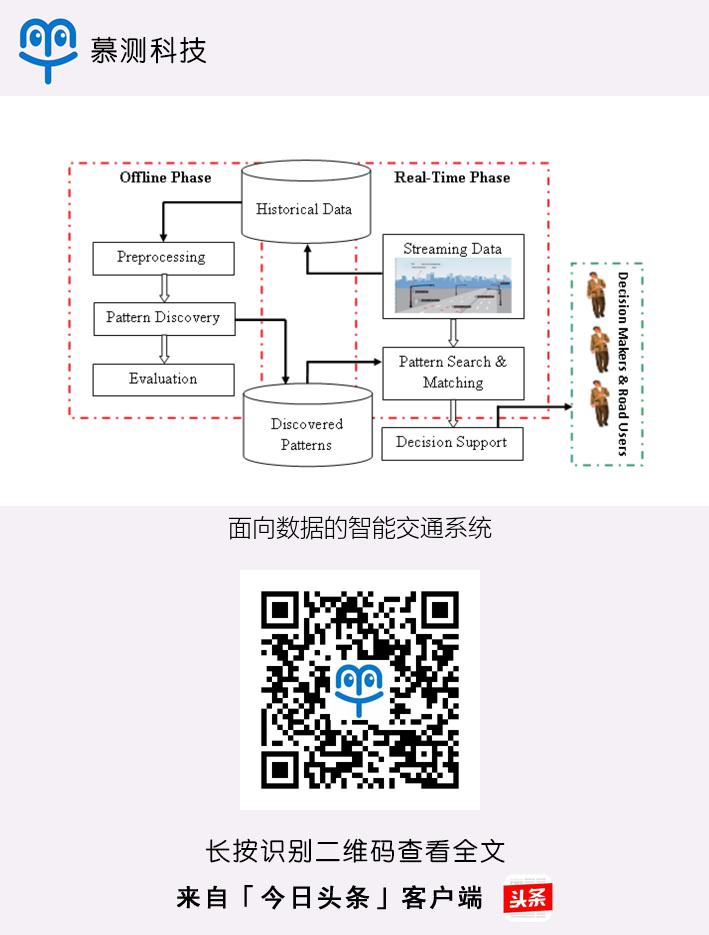 慕测科技
Offline Phase
Real-Time Phase
Historical Data
Preprocessing
Streaming Data
Pattern Discovery
Pattern Search &
Matching
Evaluation
Discovered
Patterns
Decision Support
Decision Makers & Road Users
面向数据的智能交通系统
长按识别二维码查看全文
来自「今日头条」客户端
头条